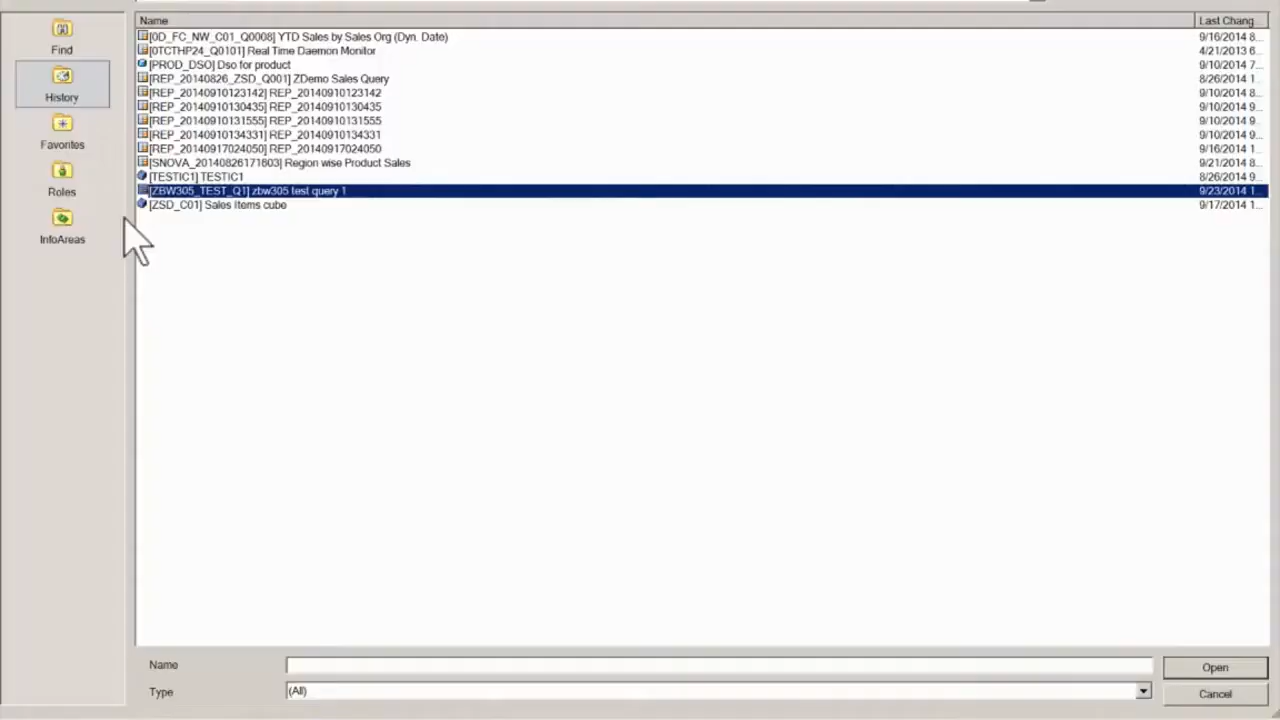 Name
Last Chang
Find
History
Favorites
Roles
InfoAreas
[0D_FC_NW_C01_Q0008] YTD Sales by Sales Org (Dyn. Date) 9/16/2014 8...
[0TCTHP24_Q0101] Real Time Daemon Monitor 4/21/2013 6...
[PROD_DSO] Dso for product 9/10/2014 7...
[REP_20140826_ZSD_Q001] ZDemo Sales Query 8/26/2014 1...
[REP_20140910123142] REP_20140910123142 9/10/2014 8...
[REP_20140910130435] REP_20140910130435 9/10/2014 9...
[REP_20140910131555] REP_20140910131555 9/10/2014 9...
[REP_20140910134331] REP_20140910134331 9/10/2014 9...
[REP_20140917024050] REP_20140917024050 9/16/2014 1...
[SNOVA_20140826171603] Region wise Product Sales 9/21/2014 8...
[TESTIC1] TESTIC1 8/26/2014 9...
[ZBW305_TEST_Q1] zbw305 test query 1 9/23/2014 1...
[ZSD_C01] Sales Items cube 9/17/2014 1...
Name
Open
Type (All)
Cancel